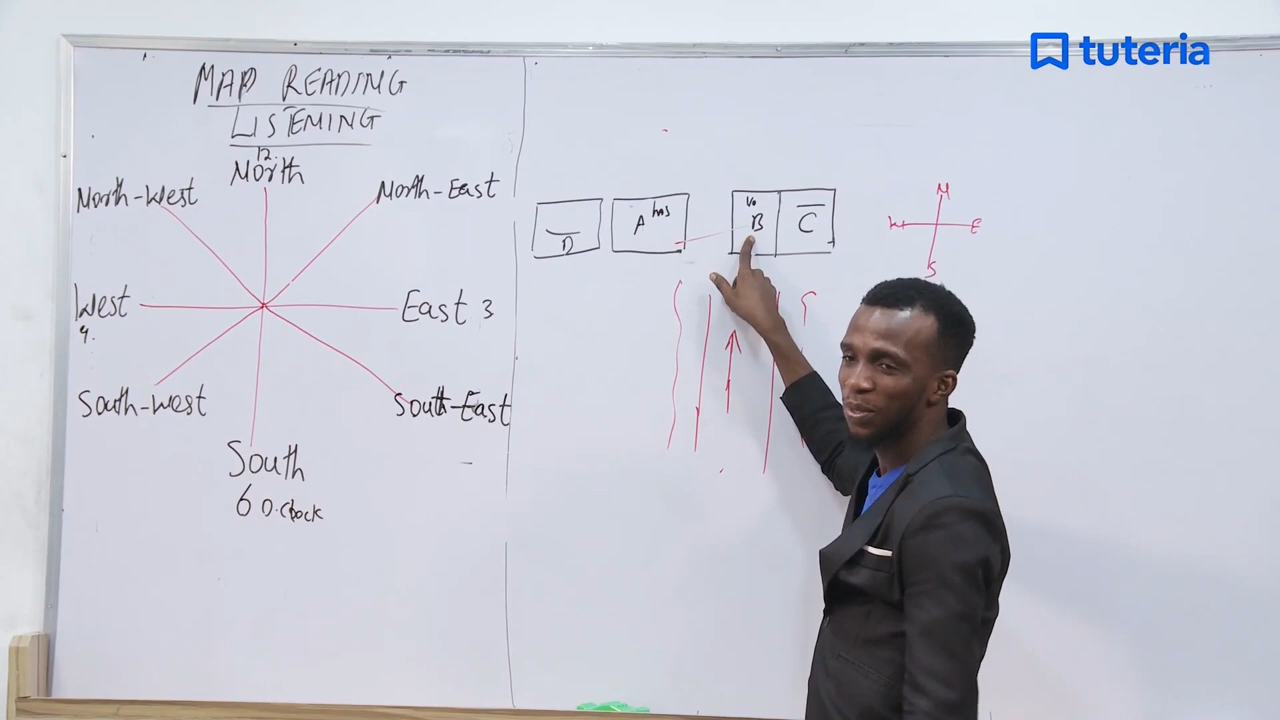 tuteria
MAP READING
LISTENING
12.
North
North-West
North-East
West
East 3
9.
South-West
South-East
South
6 O.Clock
D
A has
B
C
N
W
E
S